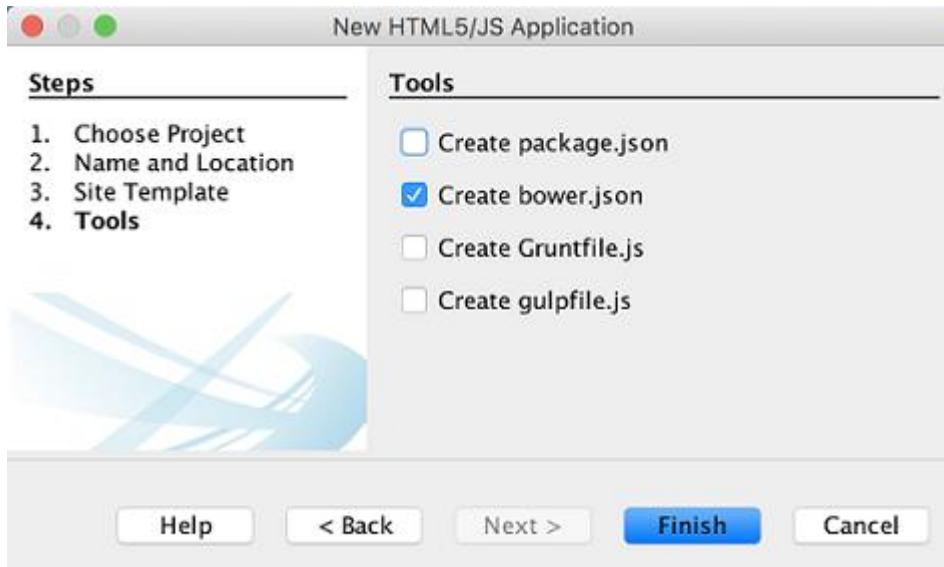 New HTML5/JS Application
Steps
1. Choose Project
2. Name and Location
3. Site Template
4. Tools
Tools
Create package.json
Create bower.json
Create Gruntfile.js
Create gulpfile.js
Help
< Back
Next >
Finish
Cancel